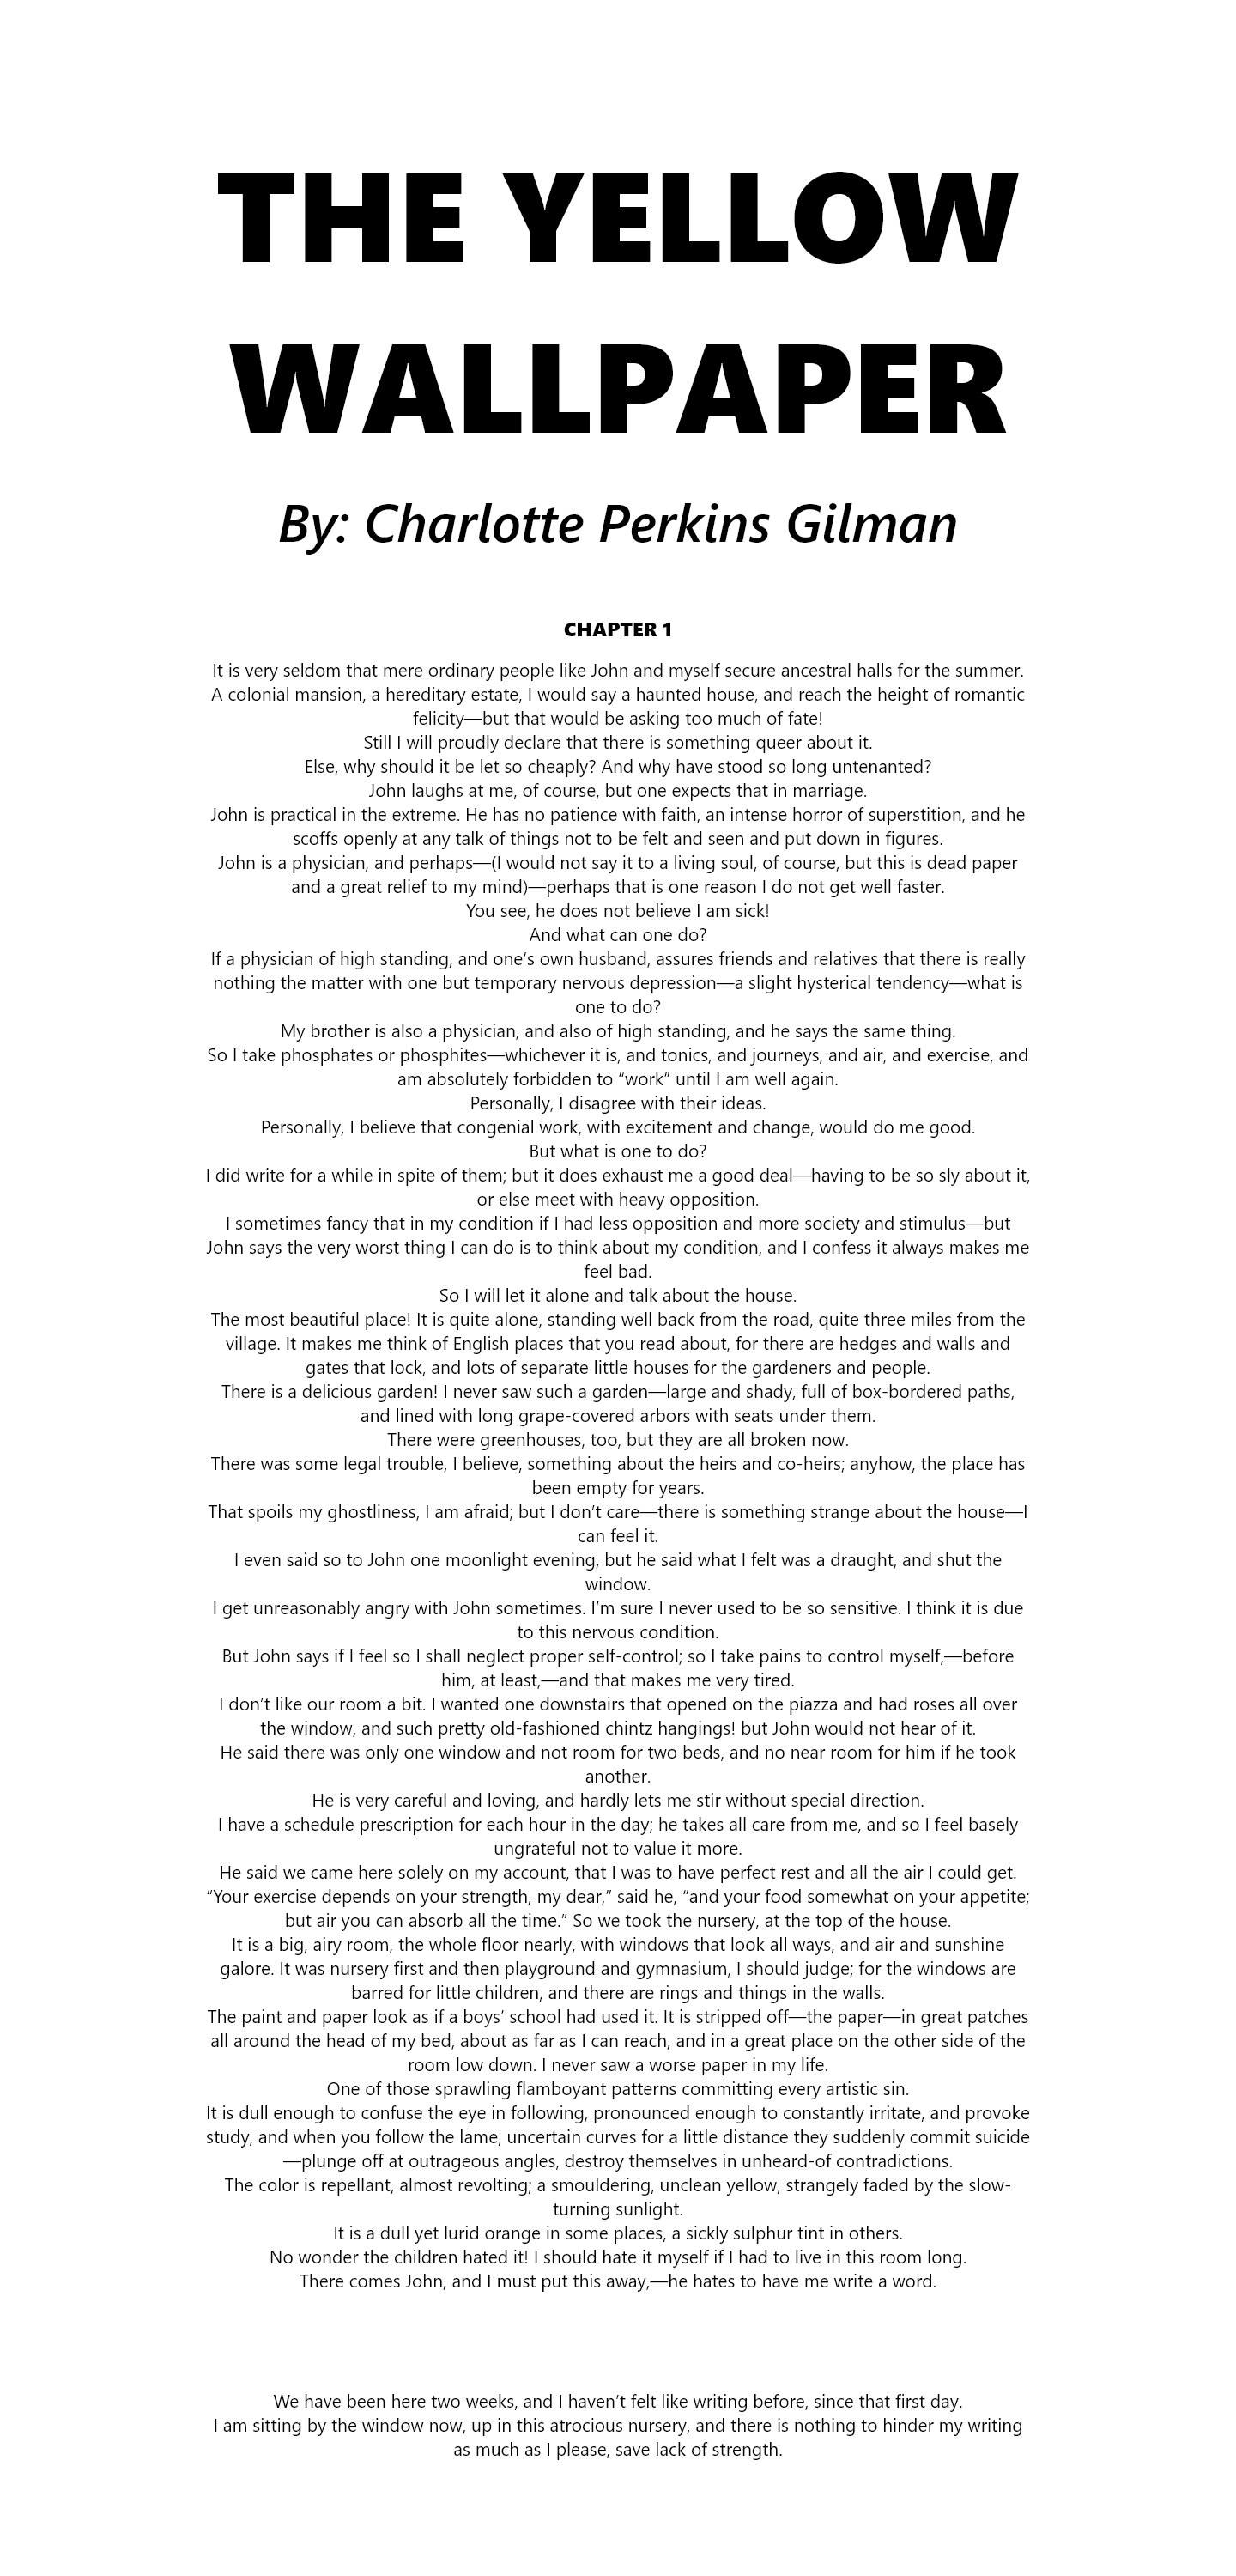 THE YELLOW
WALLPAPER
By: Charlotte Perkins Gilman
CHAPTER 1
It is very seldom that mere ordinary people like John and myself secure ancestral halls for the summer.
A colonial mansion, a hereditary estate, I would say a haunted house, and reach the height of romantic
felicity—but that would be asking too much of fate!
Still I will proudly declare that there is something queer about it.
Else, why should it be let so cheaply? And why have stood so long untenanted?
John laughs at me, of course, but one expects that in marriage.
John is practical in the extreme. He has no patience with faith, an intense horror of superstition, and he
scoffs openly at any talk of things not to be felt and seen and put down in figures.
John is a physician, and perhaps—(I would not say it to a living soul, of course, but this is dead paper
and a great relief to my mind)—perhaps that is one reason I do not get well faster.
You see, he does not believe I am sick!
And what can one do?
If a physician of high standing, and one’s own husband, assures friends and relatives that there is really
nothing the matter with one but temporary nervous depression—a slight hysterical tendency—what is
one to do?
My brother is also a physician, and also of high standing, and he says the same thing.
So I take phosphates or phosphites—whichever it is, and tonics, and journeys, and air, and exercise, and
am absolutely forbidden to “work” until I am well again.
Personally, I disagree with their ideas.
Personally, I believe that congenial work, with excitement and change, would do me good.
But what is one to do?
I did write for a while in spite of them; but it does exhaust me a good deal—having to be so sly about it,
or else meet with heavy opposition.
I sometimes fancy that in my condition if I had less opposition and more society and stimulus—but
John says the very worst thing I can do is to think about my condition, and I confess it always makes me
feel bad.
So I will let it alone and talk about the house.
The most beautiful place! It is quite alone, standing well back from the road, quite three miles from the
village. It makes me think of English places that you read about, for there are hedges and walls and
gates that lock, and lots of separate little houses for the gardeners and people.
There is a delicious garden! I never saw such a garden—large and shady, full of box-bordered paths,
and lined with long grape-covered arbors with seats under them.
There were greenhouses, too, but they are all broken now.
There was some legal trouble, I believe, something about the heirs and co-heirs; anyhow, the place has
been empty for years.
That spoils my ghostliness, I am afraid; but I don’t care—there is something strange about the house—I
can feel it.
I even said so to John one moonlight evening, but he said what I felt was a draught, and shut the
window.
I get unreasonably angry with John sometimes. I’m sure I never used to be so sensitive. I think it is due
to this nervous condition.
But John says if I feel so I shall neglect proper self-control; so I take pains to control myself,—before
him, at least,—and that makes me very tired.
I don’t like our room a bit. I wanted one downstairs that opened on the piazza and had roses all over
the window, and such pretty old-fashioned chintz hangings! but John would not hear of it.
He said there was only one window and not room for two beds, and no near room for him if he took
another.
He is very careful and loving, and hardly lets me stir without special direction.
I have a schedule prescription for each hour in the day; he takes all care from me, and so I feel basely
ungrateful not to value it more.
He said we came here solely on my account, that I was to have perfect rest and all the air I could get.
“Your exercise depends on your strength, my dear,” said he, “and your food somewhat on your appetite;
but air you can absorb all the time.” So we took the nursery, at the top of the house.
It is a big, airy room, the whole floor nearly, with windows that look all ways, and air and sunshine
galore. It was nursery first and then playground and gymnasium, I should judge; for the windows are
barred for little children, and there are rings and things in the walls.
The paint and paper look as if a boys’ school had used it. It is stripped off—the paper—in great patches
all around the head of my bed, about as far as I can reach, and in a great place on the other side of the
room low down. I never saw a worse paper in my life.
One of those sprawling flamboyant patterns committing every artistic sin.
It is dull enough to confuse the eye in following, pronounced enough to constantly irritate, and provoke
study, and when you follow the lame, uncertain curves for a little distance they suddenly commit suicide
—plunge off at outrageous angles, destroy themselves in unheard-of contradictions.
The color is repellant, almost revolting; a smouldering, unclean yellow, strangely faded by the slow-
turning sunlight.
It is a dull yet lurid orange in some places, a sickly sulphur tint in others.
No wonder the children hated it! I should hate it myself if I had to live in this room long.
There comes John, and I must put this away,—he hates to have me write a word.
We have been here two weeks, and I haven’t felt like writing before, since that first day.
I am sitting by the window now, up in this atrocious nursery, and there is nothing to hinder my writing
as much as I please, save lack of strength.